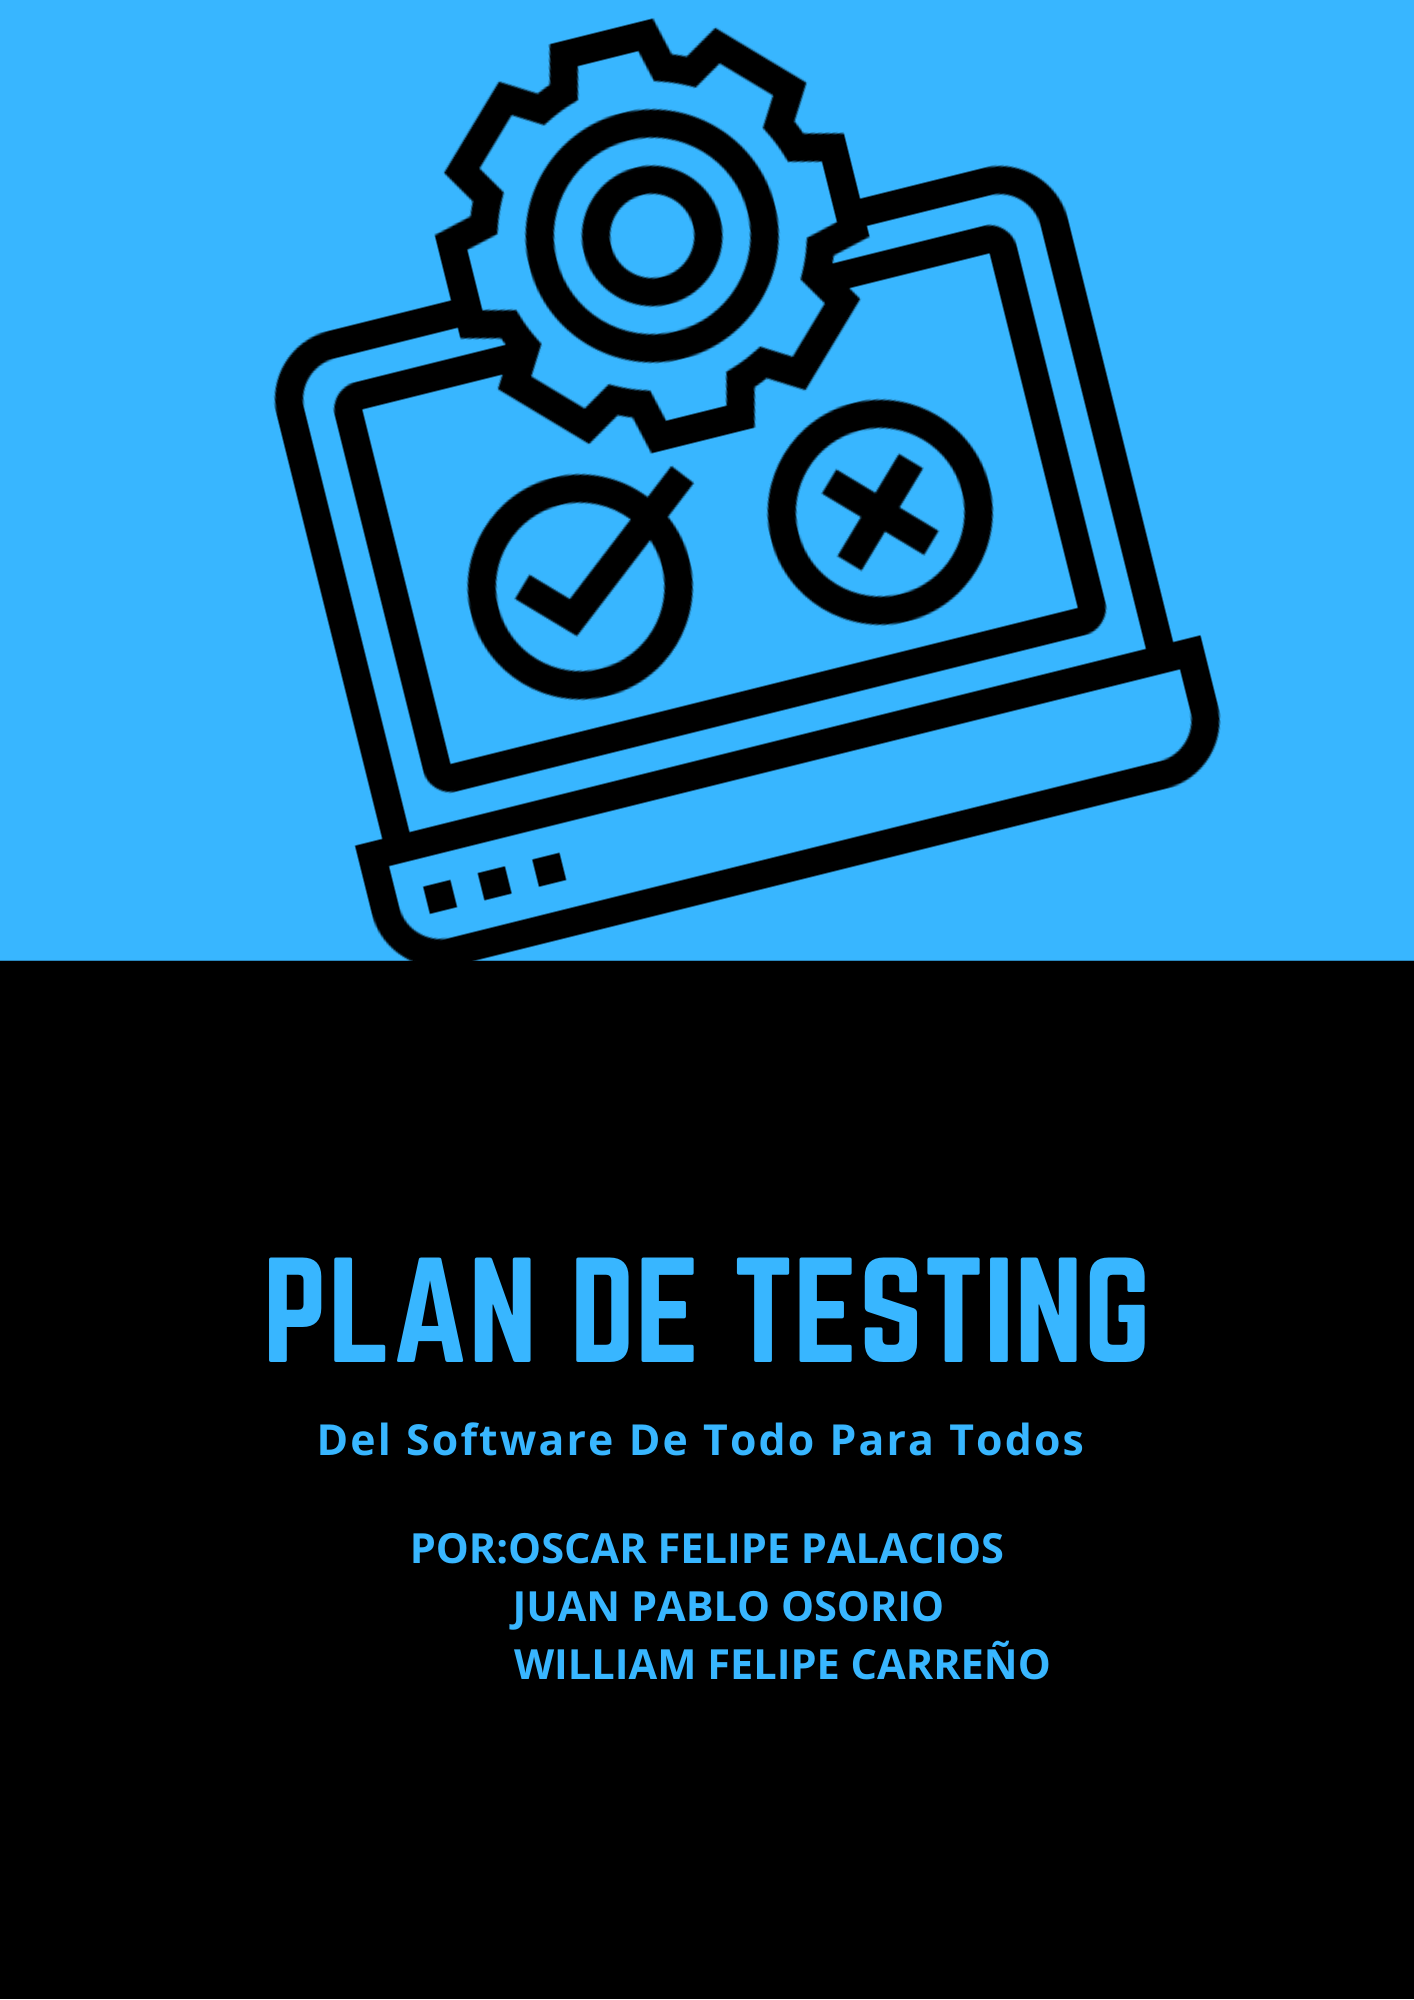 PLAN DE TESTING
Del Software De Todo Para Todos
POR:OSCAR FELIPE PALACIOS
JUAN PABLO OSORIO
WILLIAM FELIPE CARREÑO